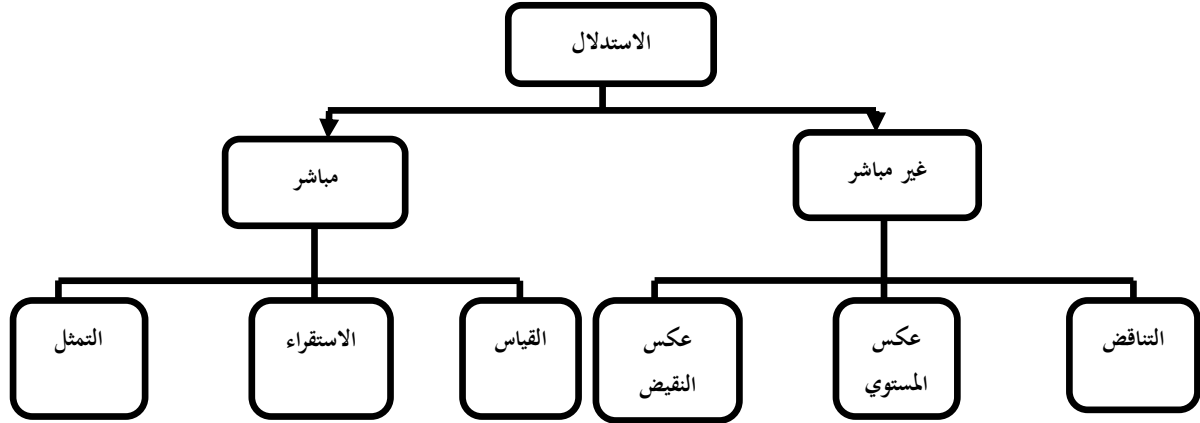 الاستدلال
غير مباشر
مباشر
التناقض
عكس
المستوي
عكس
النقيض
القياس
الاستقراء
التمثل